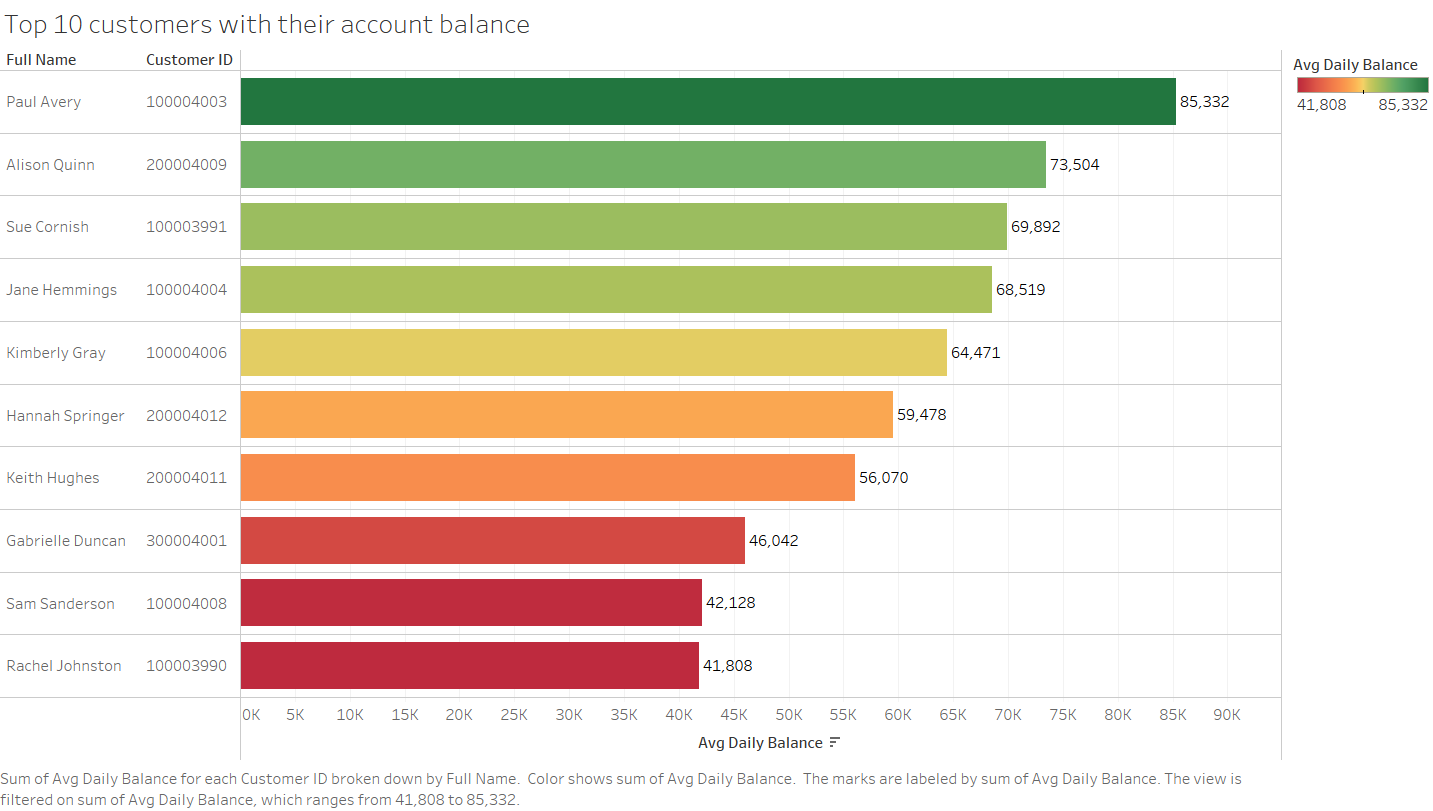 Top 10 customers with their account balance
Full Name Customer ID
Avg Daily Balance
41,808 85,332
Paul Avery 100004003 85,332
Alison Quinn 200004009 73,504
Sue Cornish 100003991 69,892
Jane Hemmings 100004004 68,519
Kimberly Gray 100004006 64,471
Hannah Springer 200004012 59,478
Keith Hughes 200004011 56,070
Gabrielle Duncan 300004001 46,042
Sam Sanderson 100004008 42,128
Rachel Johnston 100003990 41,808
0K 5K 10K 15K 20K 25K 30K 35K 40K 45K 50K 55K 60K 65K 70K 75K 80K 85K 90K
Avg Daily Balance
Sum of Avg Daily Balance for each Customer ID broken down by Full Name.  Color shows sum of Avg Daily Balance.  The marks are labeled by sum of Avg Daily Balance. The view is
filtered on sum of Avg Daily Balance, which ranges from 41,808 to 85,332.